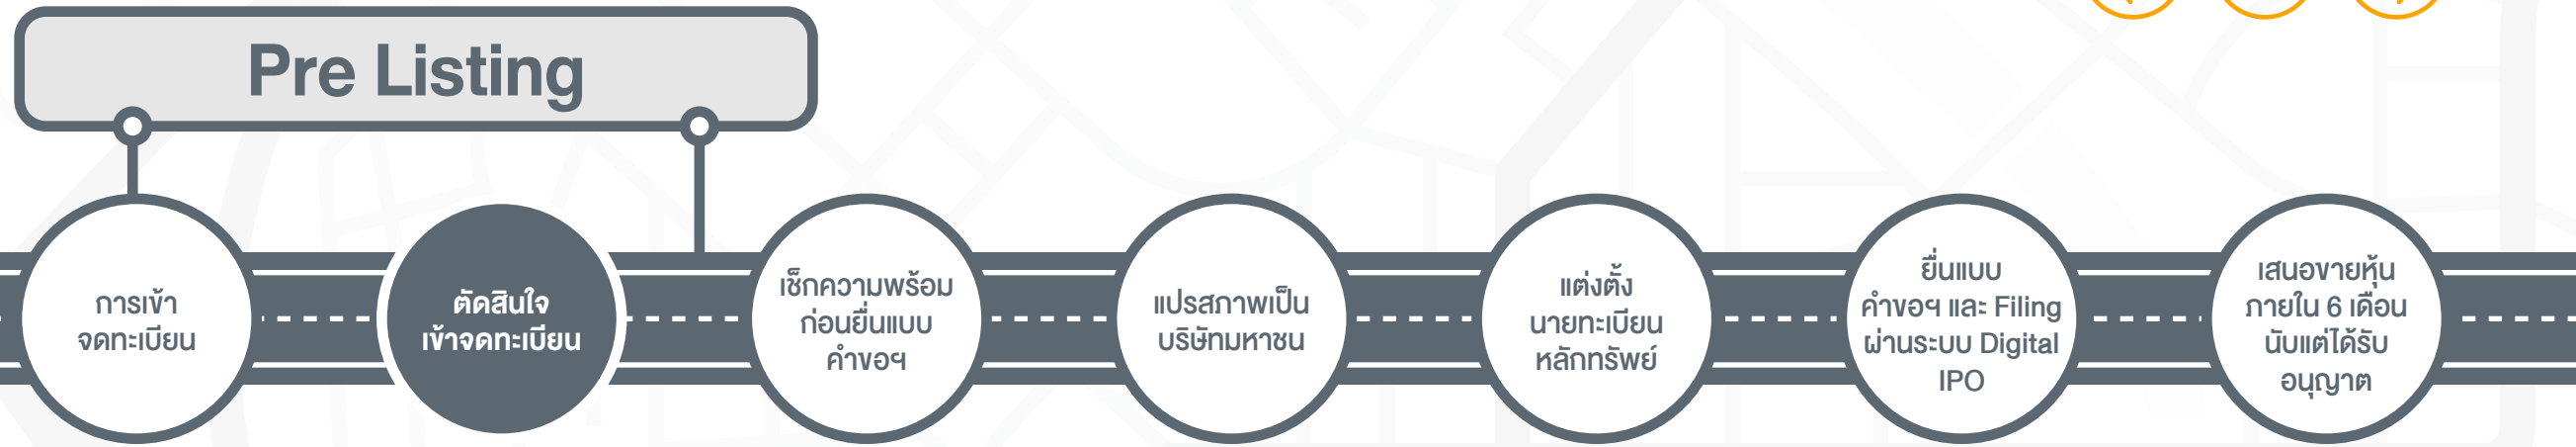 Pre Listing
การเข้า
จดทะเบียน
ตัดสินใจ
เข้าจดทะเบียน
เช็กความพร้อม
ก่อนยื่นแบบ
คำขอฯ
แปรสภาพเป็น
บริษัทมหาชน
แต่งตั้ง
นายทะเบียน
หลักทรัพย์
ยื่นแบบ
คำขอฯ และ Filing
ผ่านระบบ Digital
IPO
เสนอขายหุ้น
ภายใน 6 เดือน
นับแต่ได้รับ
อนุญาต